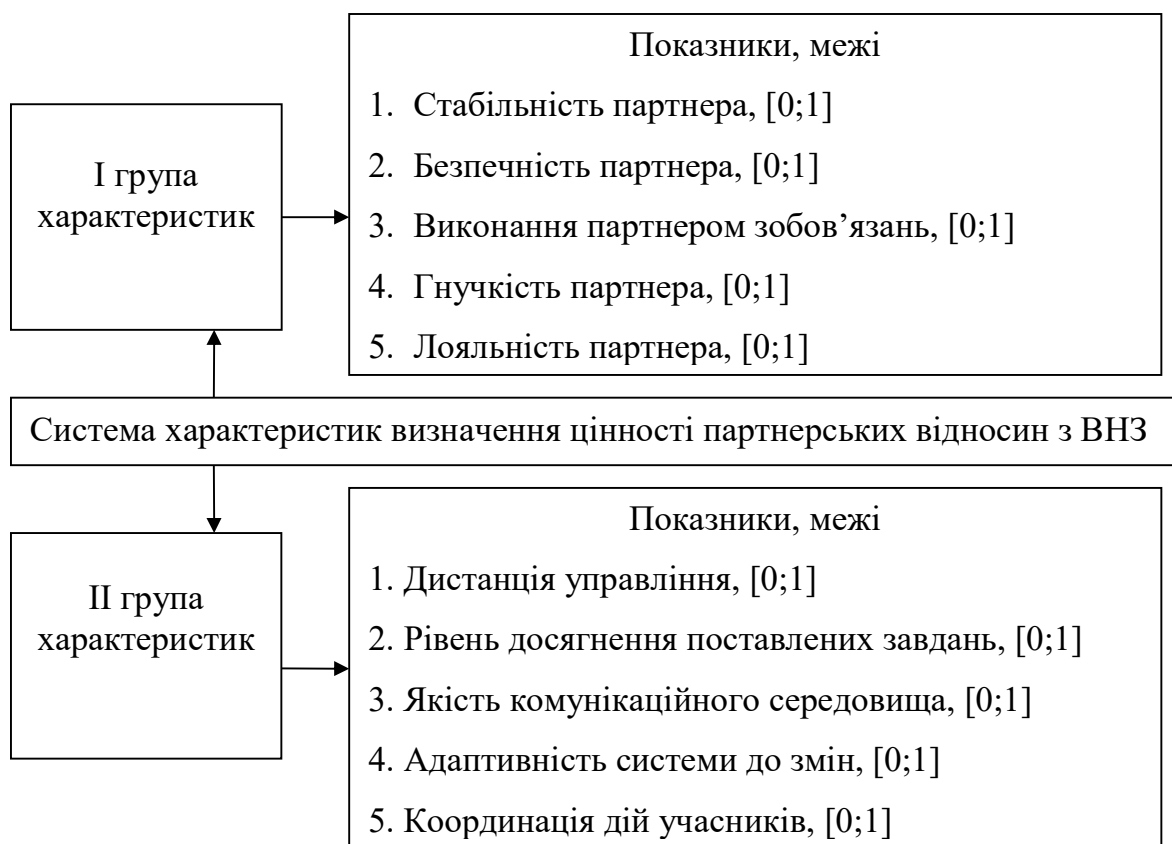 Показники, межі
1. Стабільність партнера, [0;1]
2. Безпечність партнера, [0;1]
3. Виконання партнером зобов’язань, [0;1]
4. Гнучкість партнера, [0;1]
5. Лояльність партнера, [0;1]
І група
характеристик
Система характеристик визначення цінності партнерських відносин з ВНЗ
ІІ група
характеристик
Показники, межі
1. Дистанція управління, [0;1]
2. Рівень досягнення поставлених завдань, [0;1]
3. Якість комунікаційного середовища, [0;1]
4. Адаптивність системи до змін, [0;1]
5. Координація дій учасників, [0;1]